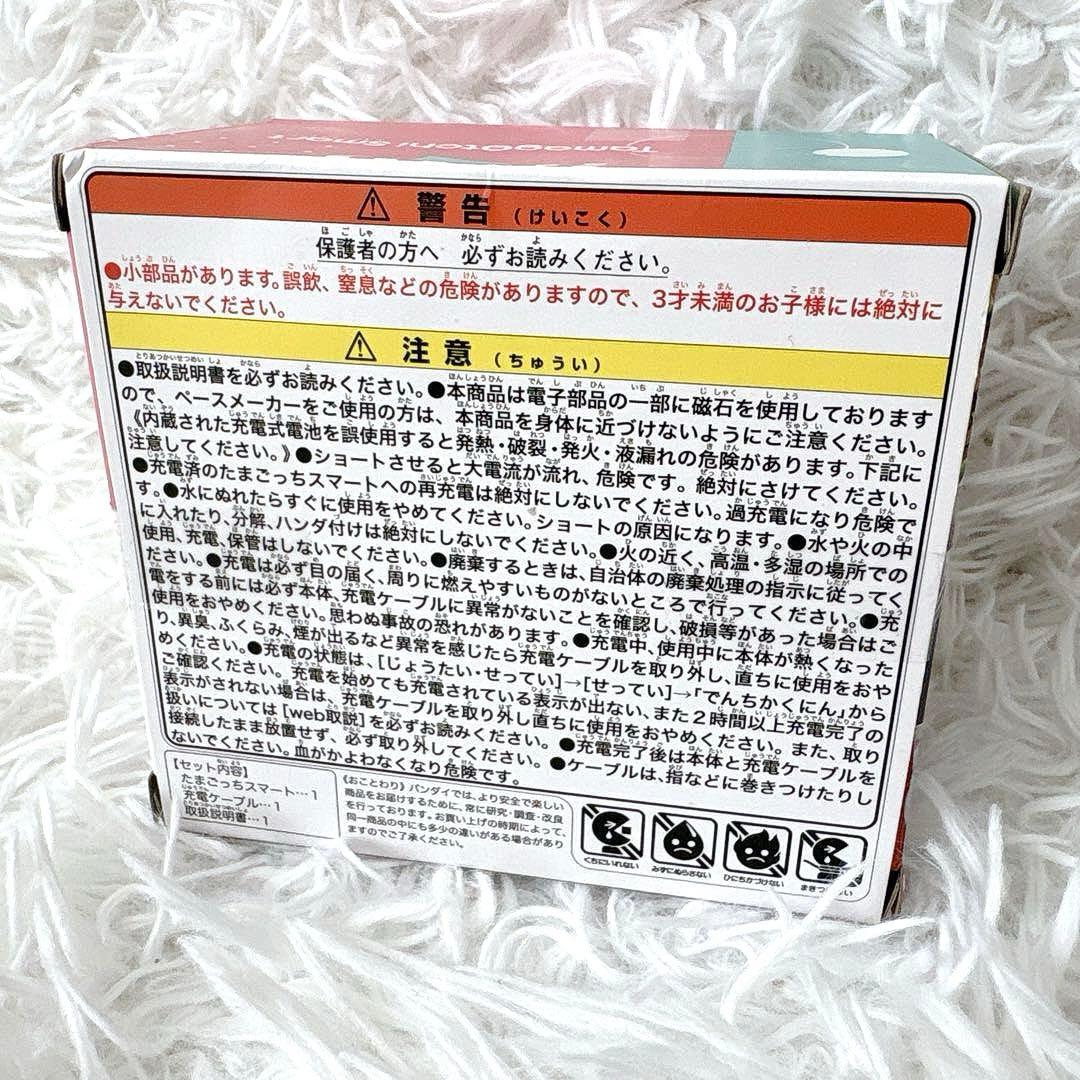 Tamagotchi Smart
警告（けいこく）
保護者の方へ 必ずお読みください。
●小部品があります。誤飲、窒息などの危険がありますので、3才未満のお子様には絶対に
与えないでください。
注意（ちゅうい）
●取扱説明書を必ずお読みください。●本商品は電子部品の一部に磁石を使用しております
ので、ペースメーカーをご使用の方は、本商品を身体に近づけないようにご注意ください。
《内蔵された充電式電池を誤使用すると発熱・破裂・発火・液漏れの危険があります。下記に
注意してください。》●ショートさせると大電流が流れ、危険です。絶対にさけてください。
●充電済のたまごっちスマートへの再充電は絶対にしないでください。過充電になり危険で
す。●水にぬれたらすぐに使用をやめてください。ショートの原因になります。●水や火の中
に入れたり、分解、ハンダ付けは絶対にしないでください。●火の近く、高温・多湿の場所での
使用、充電、保管はしないでください。●廃棄するときは、自治体の廃棄処理の指示に従ってく
ださい。●充電は必ず目の届く、周りに燃えやすいものがないところで行ってください。●充
電をする前には必ず本体、充電ケーブルに異常がないことを確認し、破損等があった場合はご
使用をおやめください。思わぬ事故の恐れがあります。●充電中、使用中に本体が熱くなった
り、異臭、ふくらみ、煙が出るなど異常を感じたら充電ケーブルを取り外し、直ちに使用をおや
めください。●充電の状態は、[じょうたい・せってい]→[せってい]→「でんちかくにん」から
ご確認ください。充電を始めても充電されている表示が出ない、また2時間以上充電完了の
表示がされない場合は、充電ケーブルを取り外し直ちに使用をおやめください。また、取り
扱いについては[web取説]を必ずお読みください。●充電完了後は本体と充電ケーブルを
接続したまま放置せず、必ず取り外してください。●ケーブルは、指などに巻きつけたりし
ないでください。血がかよわなくなり危険です。
【セット内容】
たまごっちスマート…1
充電ケーブル…1
取扱説明書…1
《おことわり》バンダイでは、より安全で楽しい
商品をお届けするために、常に研究・調査・改良
を行っております。お買い上げの時期によって、
同一商品の中にも多少の違いがある場合があり
ますのでご了承ください。
くちにいれない
みずにぬらさない
ひにちかづけない